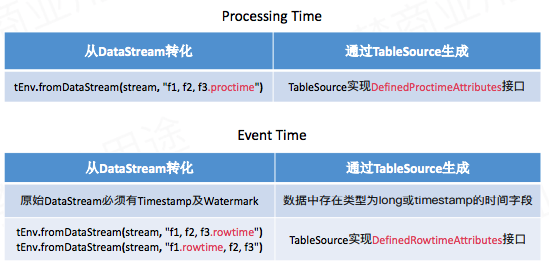 Processing Time
从DataStream转化 通过TableSource生成
tEnv.fromDataStream(stream, "f1, f2, f3.proctime") TableSource实现DefinedProctimeAttributes接口
Event Time
从DataStream转化 通过TableSource生成
原始DataStream必须有Timestamp及Watermark 数据中存在类型为long或timestamp的时间字段
tEnv.fromDataStream(stream, "f1, f2, f3.rowtime")
tEnv.fromDataStream(stream, "f1.rowtime, f2, f3") TableSource实现DefinedRowtimeAttributes接口